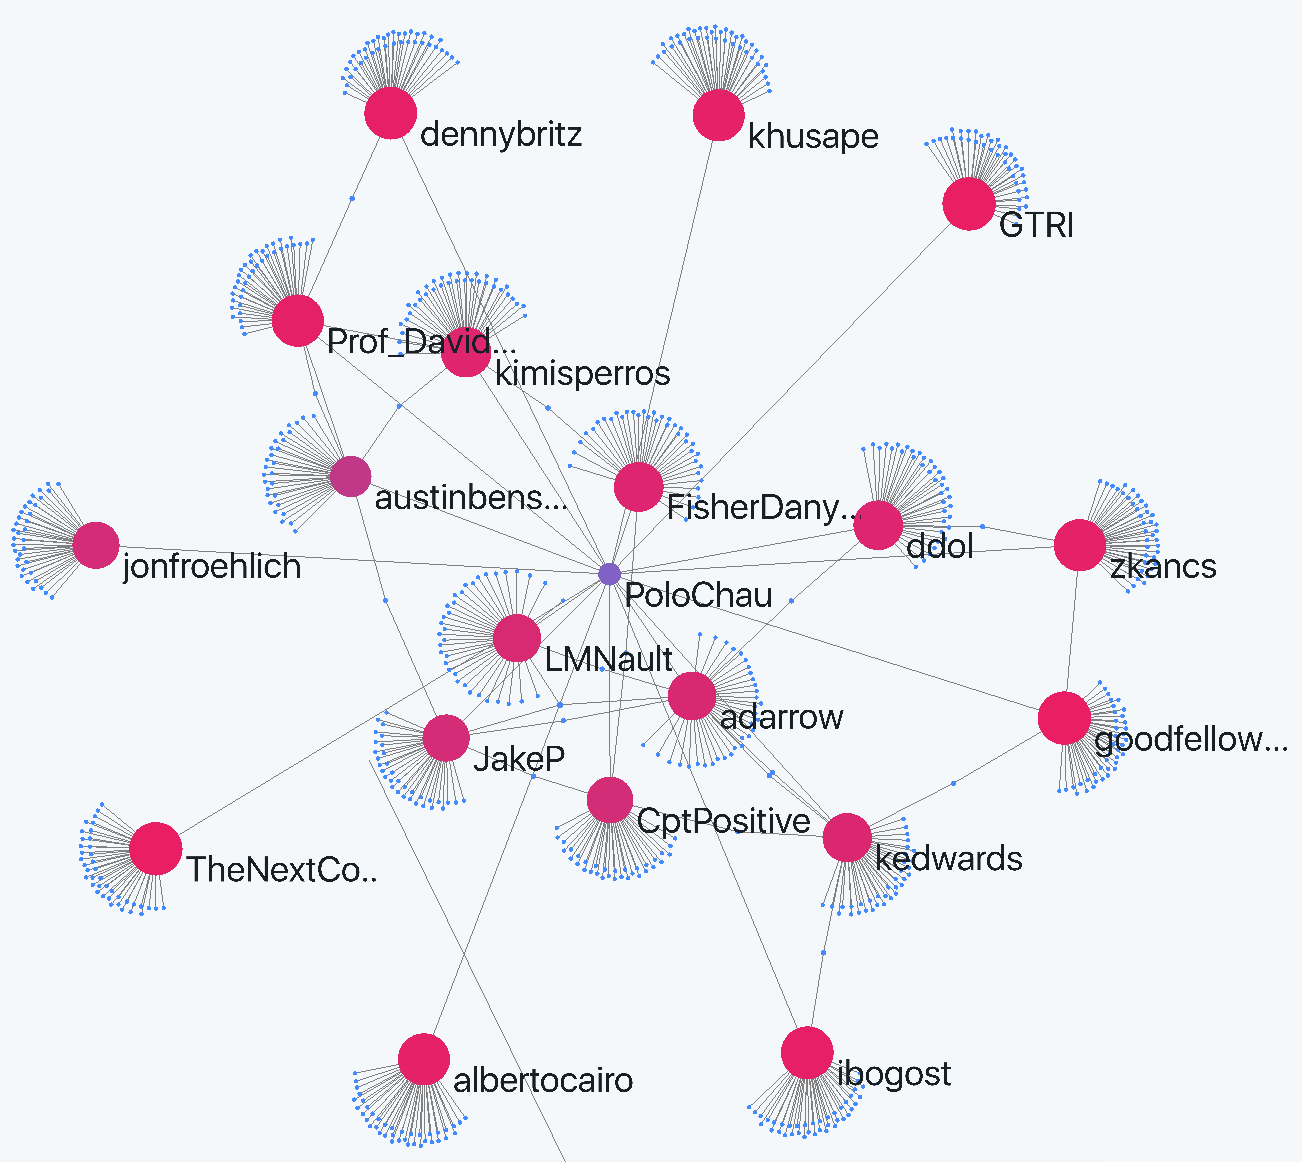 dennybritz
khusape
GTRI
Prof_David...
kimisperros
austinbens...
FisherDany...
ddol
jonfroehlich
zkancs
PoloChau
LMNault
adarrow
goodfellow...
JakeP
CptPositive
kedwards
TheNextCo..
albertocairo
ibogost